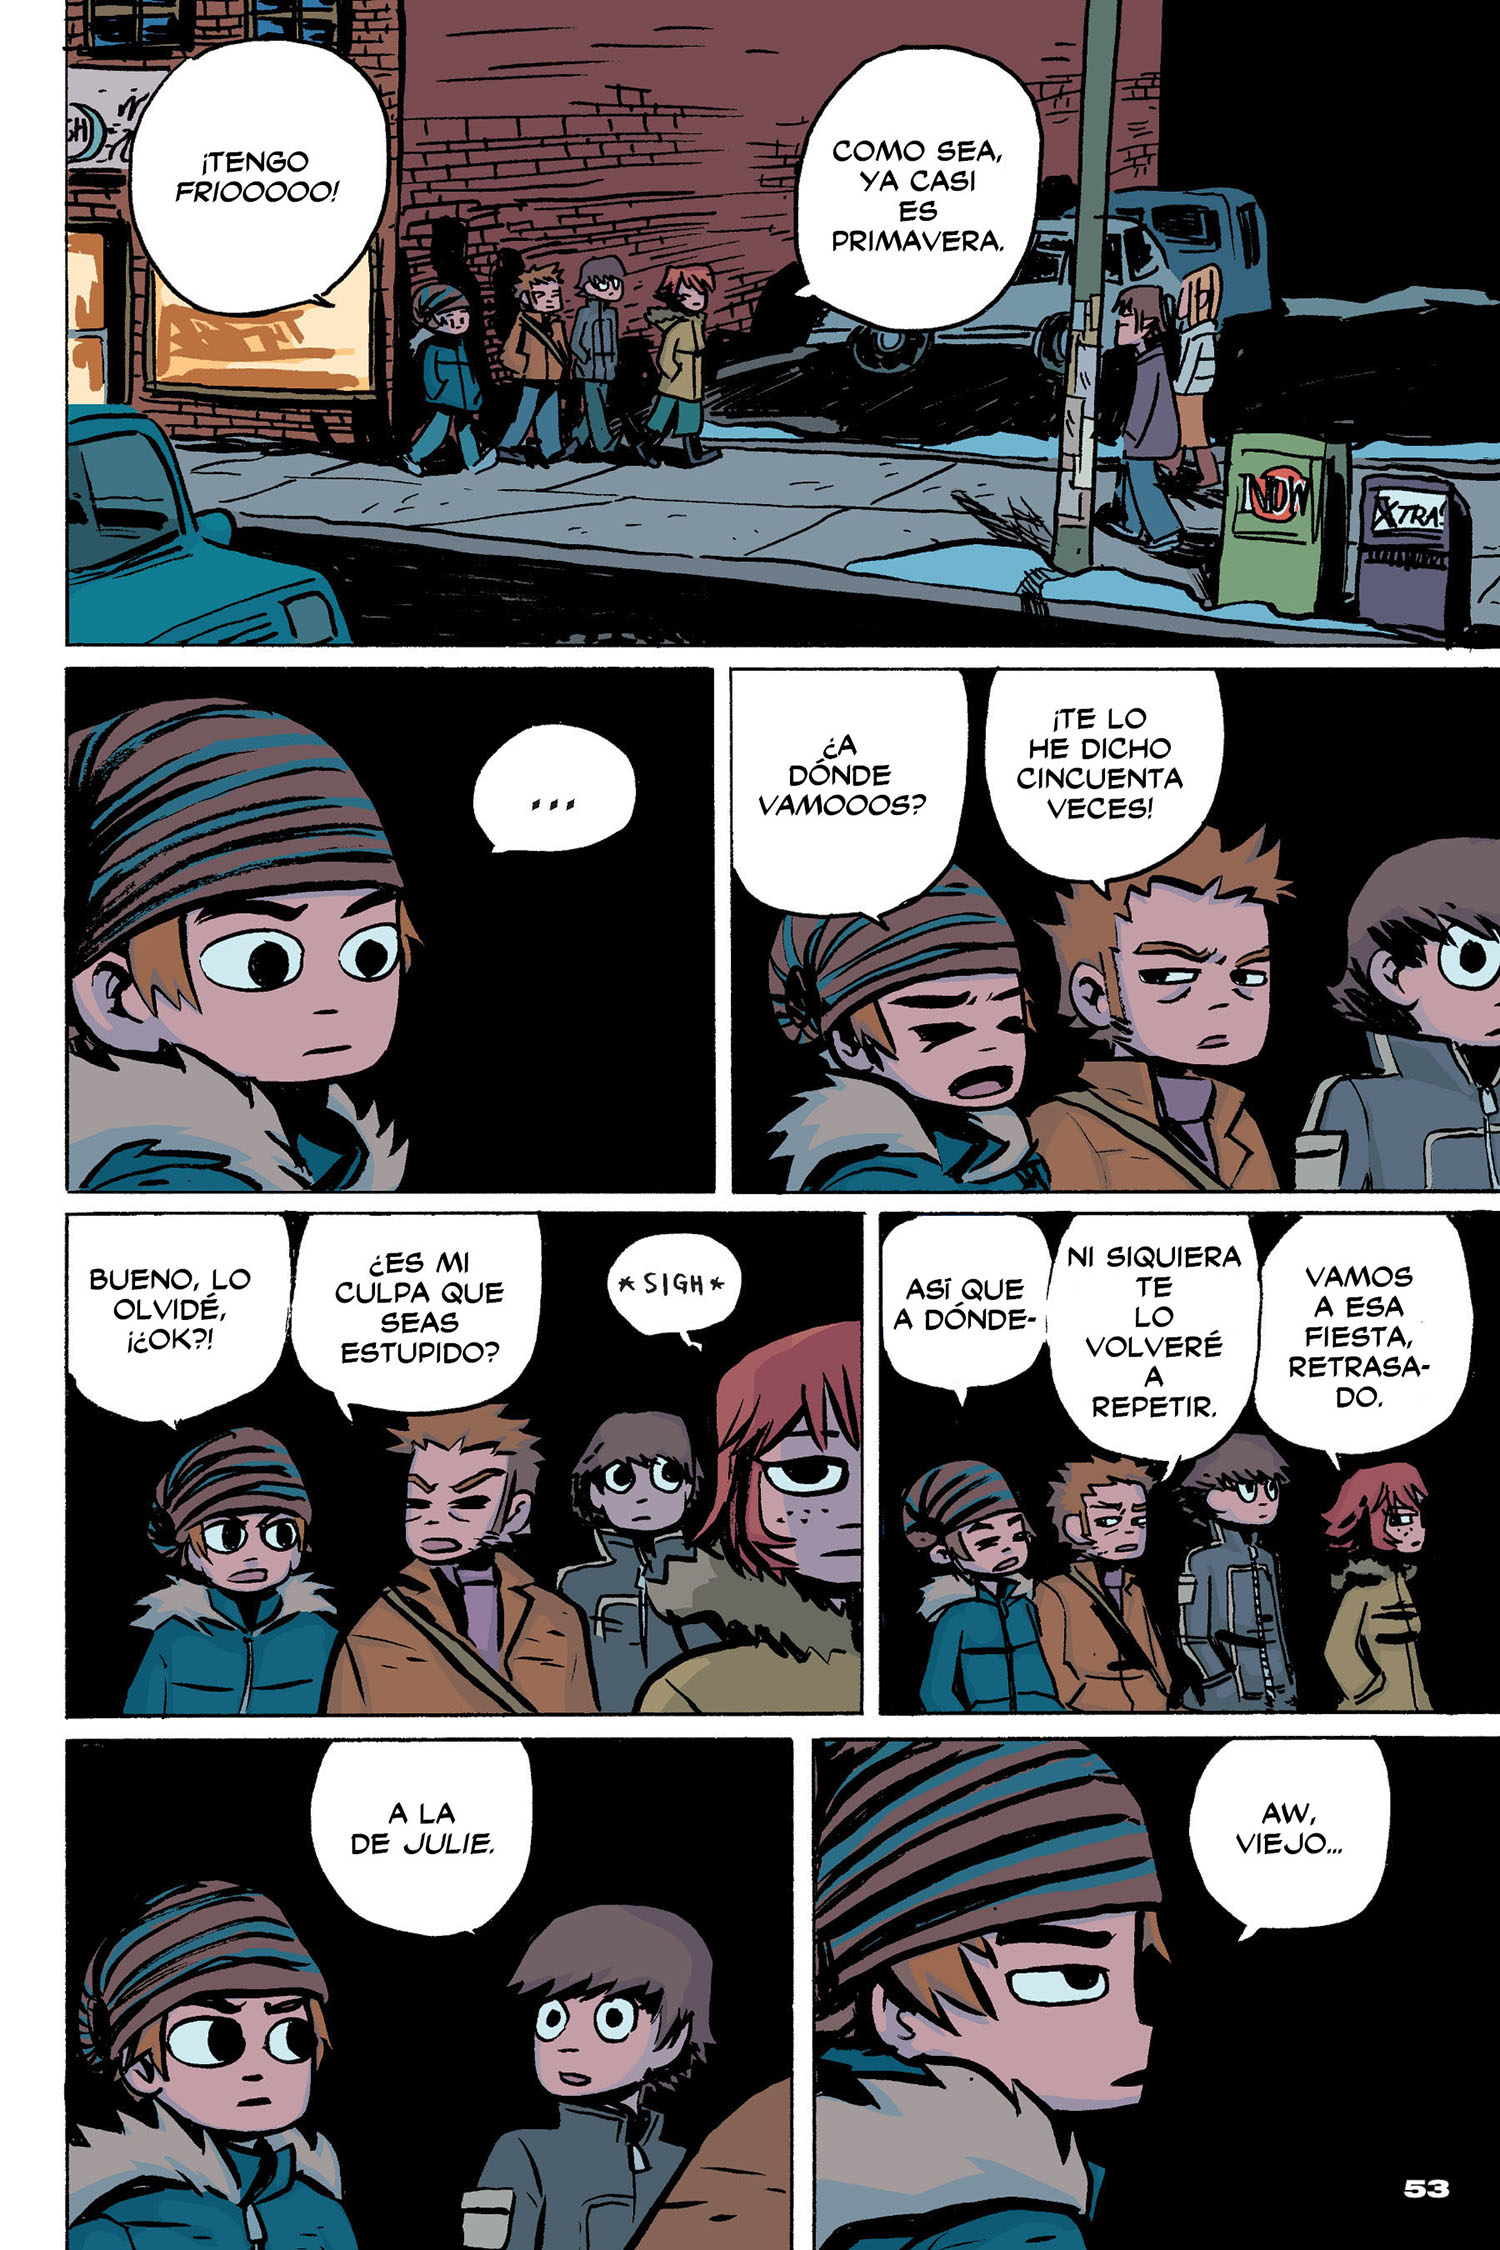 ¡TENGO
FRIOOOOO!
COMO SEA,
YA CASI
ES
PRIMAVERA.
NOW
XTRA!
...
¿A
DÓNDE
VAMOOOS?
¡TE LO
HE DICHO
CINCUENTA
VECES!
BUENO, LO
OLVIDÉ,
¡¿OK?!
¿ES MI
CULPA QUE
SEAS
ESTUPIDO?
*SIGH*
ASÍ QUE
A DÓNDE-
NI SIQUIERA
TE
LO
VOLVERÉ
A
REPETIR.
VAMOS
A ESA
FIESTA,
RETRASA-
DO.
A LA
DE JULIE.
AW,
VIEJO...
53